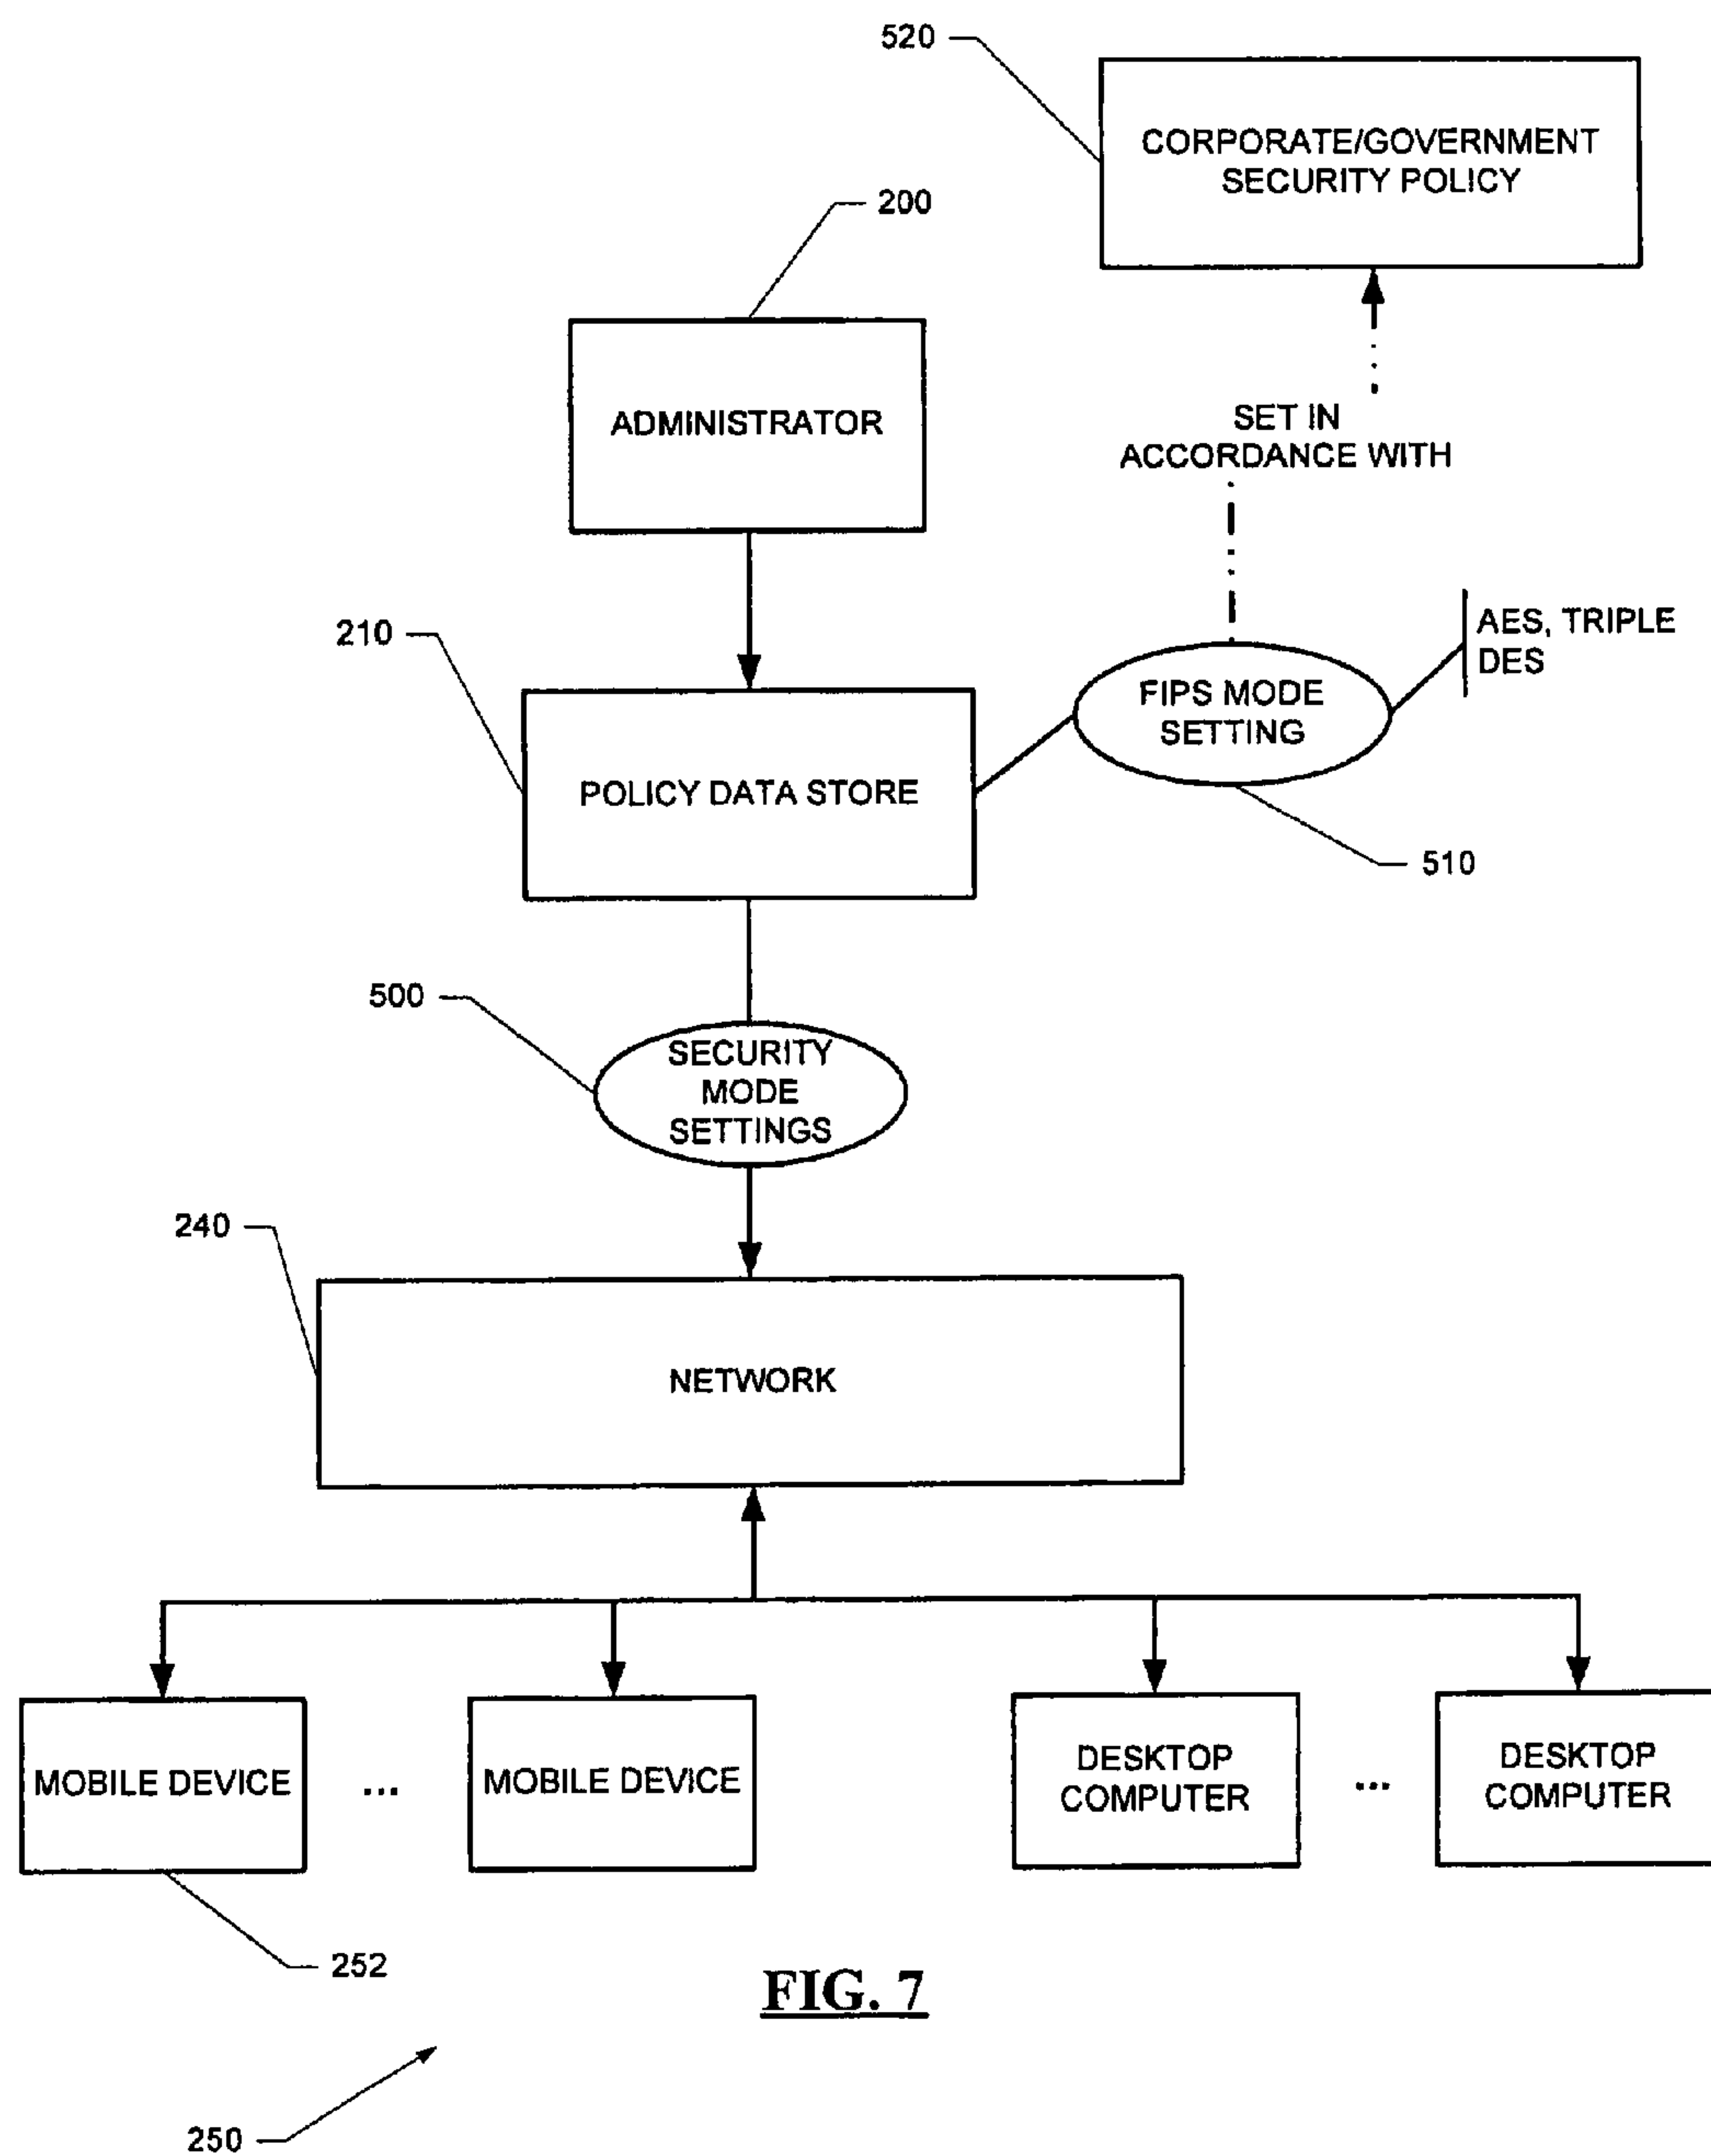 520
CORPORATE/GOVERNMENT
SECURITY POLICY
200
ADMINISTRATOR
SET IN
ACCORDANCE WITH
210
AES, TRIPLE
DES
FIPS MODE
SETTING
POLICY DATA STORE
510
500
SECURITY
MODE
SETTINGS
240
NETWORK
MOBILE DEVICE
...
MOBILE DEVICE
DESKTOP
COMPUTER
...
DESKTOP
COMPUTER
252
FIG. 7
250